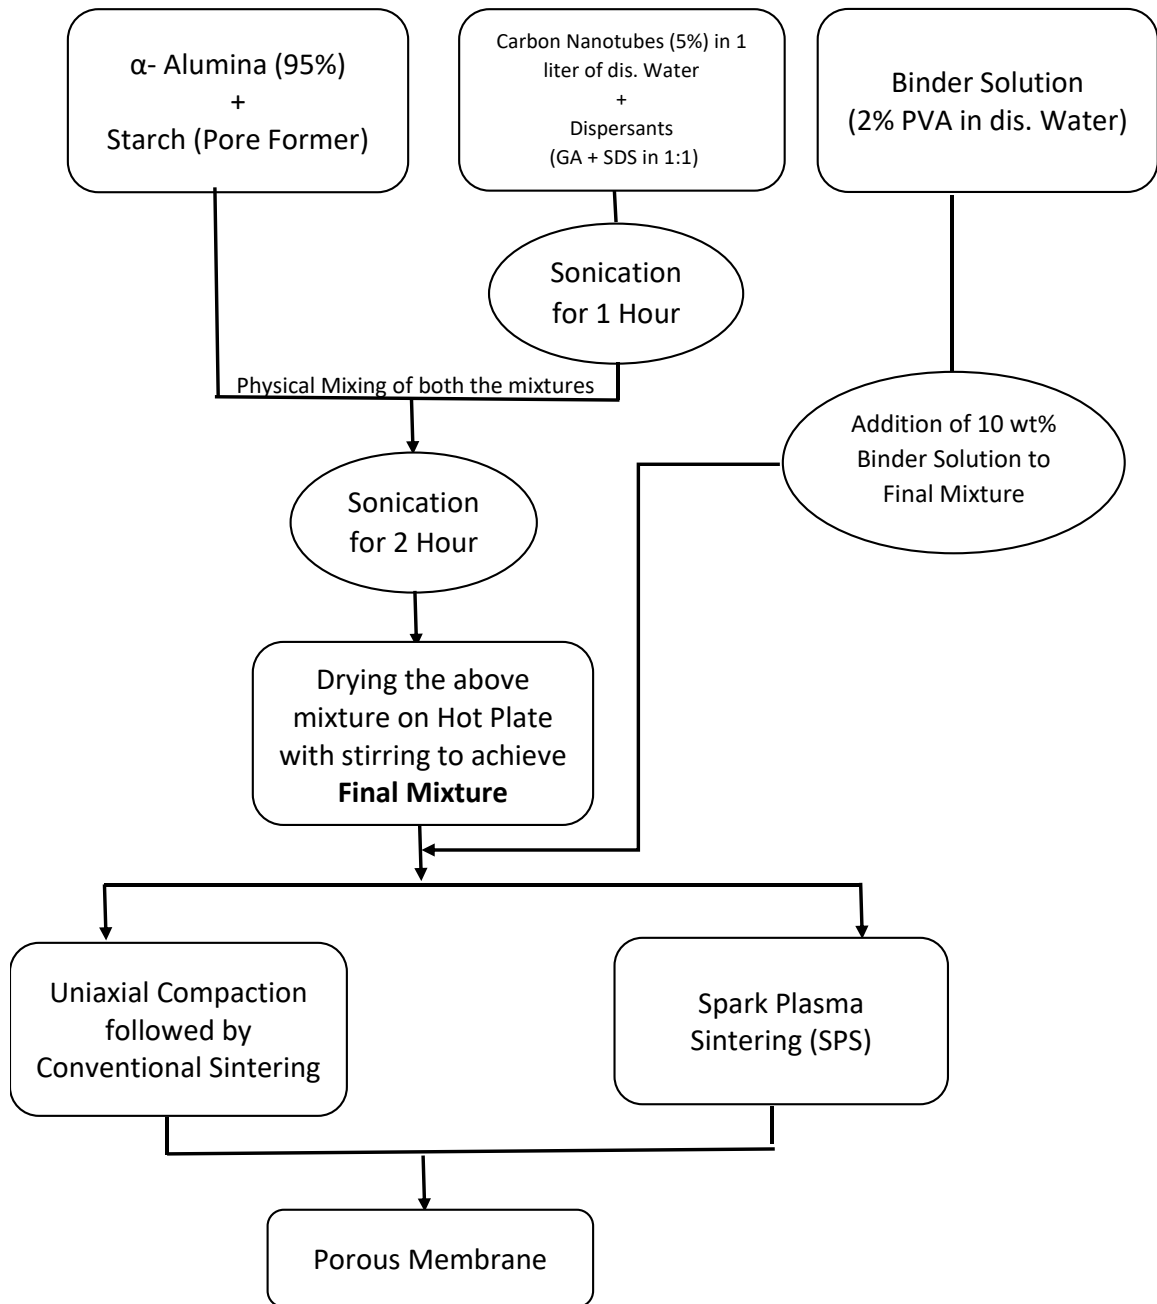 α- Alumina (95%)
+
Starch (Pore Former)
Carbon Nanotubes (5%) in 1
liter of dis. Water
+
Dispersants
(GA + SDS in 1:1)
Binder Solution
(2% PVA in dis. Water)
Sonication
for 1 Hour
Physical Mixing of both the mixtures
Addition of 10 wt%
Binder Solution to
Final Mixture
Sonication
for 2 Hour
Drying the above
mixture on Hot Plate
with stirring to achieve
Final Mixture
Uniaxial Compaction
followed by
Conventional Sintering
Spark Plasma
Sintering (SPS)
Porous Membrane